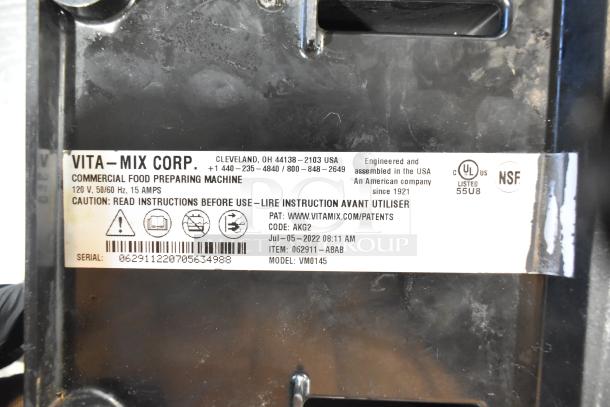 VITA-MIX CORP.
CLEVELAND, OH 44138-2103 USA
+1 440-235-4840 / 800-848-2649
Engineered and
assembled in the USA
An American company
since 1921
COMMERCIAL FOOD PREPARING MACHINE
120 V, 50/60 Hz, 15 AMPS
CAUTION: READ INSTRUCTIONS BEFORE USE-LIRE INSTRUCTION AVANT UTILISER
C UL US
LISTED
55U8
NSF
PAT: WWW.VITAMIX.COM/PATENTS
CODE: AKG2
Jul-05-2022 08:11 AM
ITEM: 062911-ABAB
MODEL: VM0145
SERIAL: 062911220705634988